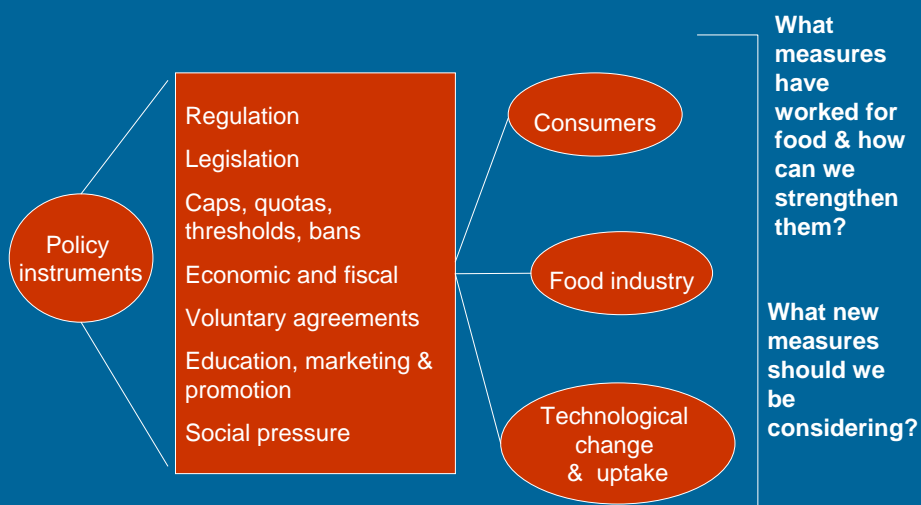 Policy
instruments
Regulation
Legislation
Caps, quotas,
thresholds, bans
Economic and fiscal
Voluntary agreements
Education, marketing &
promotion
Social pressure
Consumers
Food industry
Technological
change
& uptake
What
measures
have
worked for
food & how
can we
strengthen
them?
What new
measures
should we
be
considering?